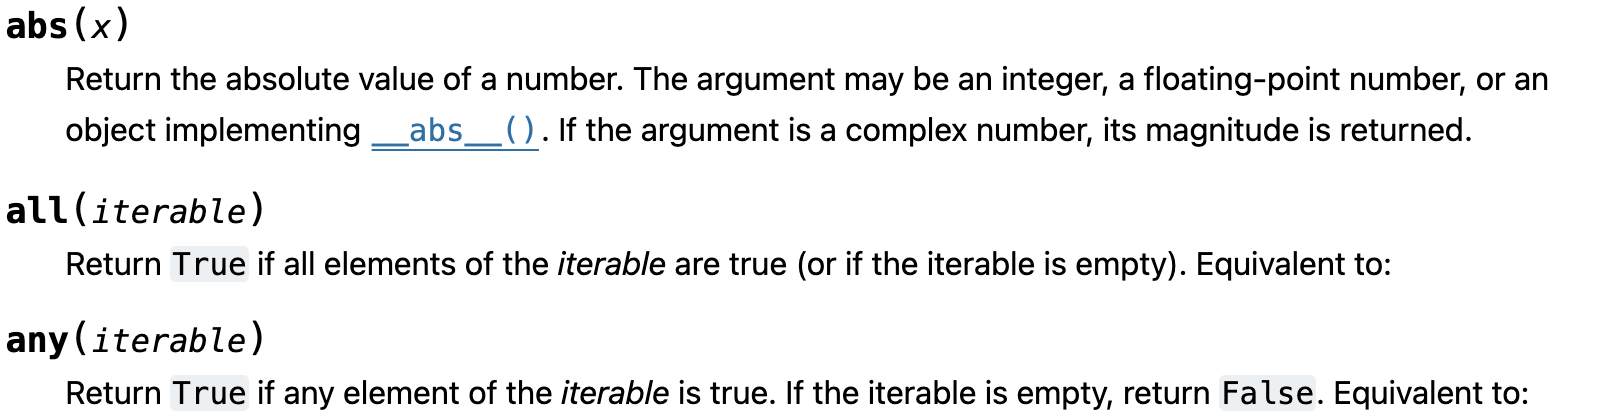 abs(x)
Return the absolute value of a number. The argument may be an integer, a floating-point number, or an
object implementing __abs__(). If the argument is a complex number, its magnitude is returned.
all(iterable)
Return True if all elements of the iterable are true (or if the iterable is empty). Equivalent to:
any(iterable)
Return True if any element of the iterable is true. If the iterable is empty, return False. Equivalent to: